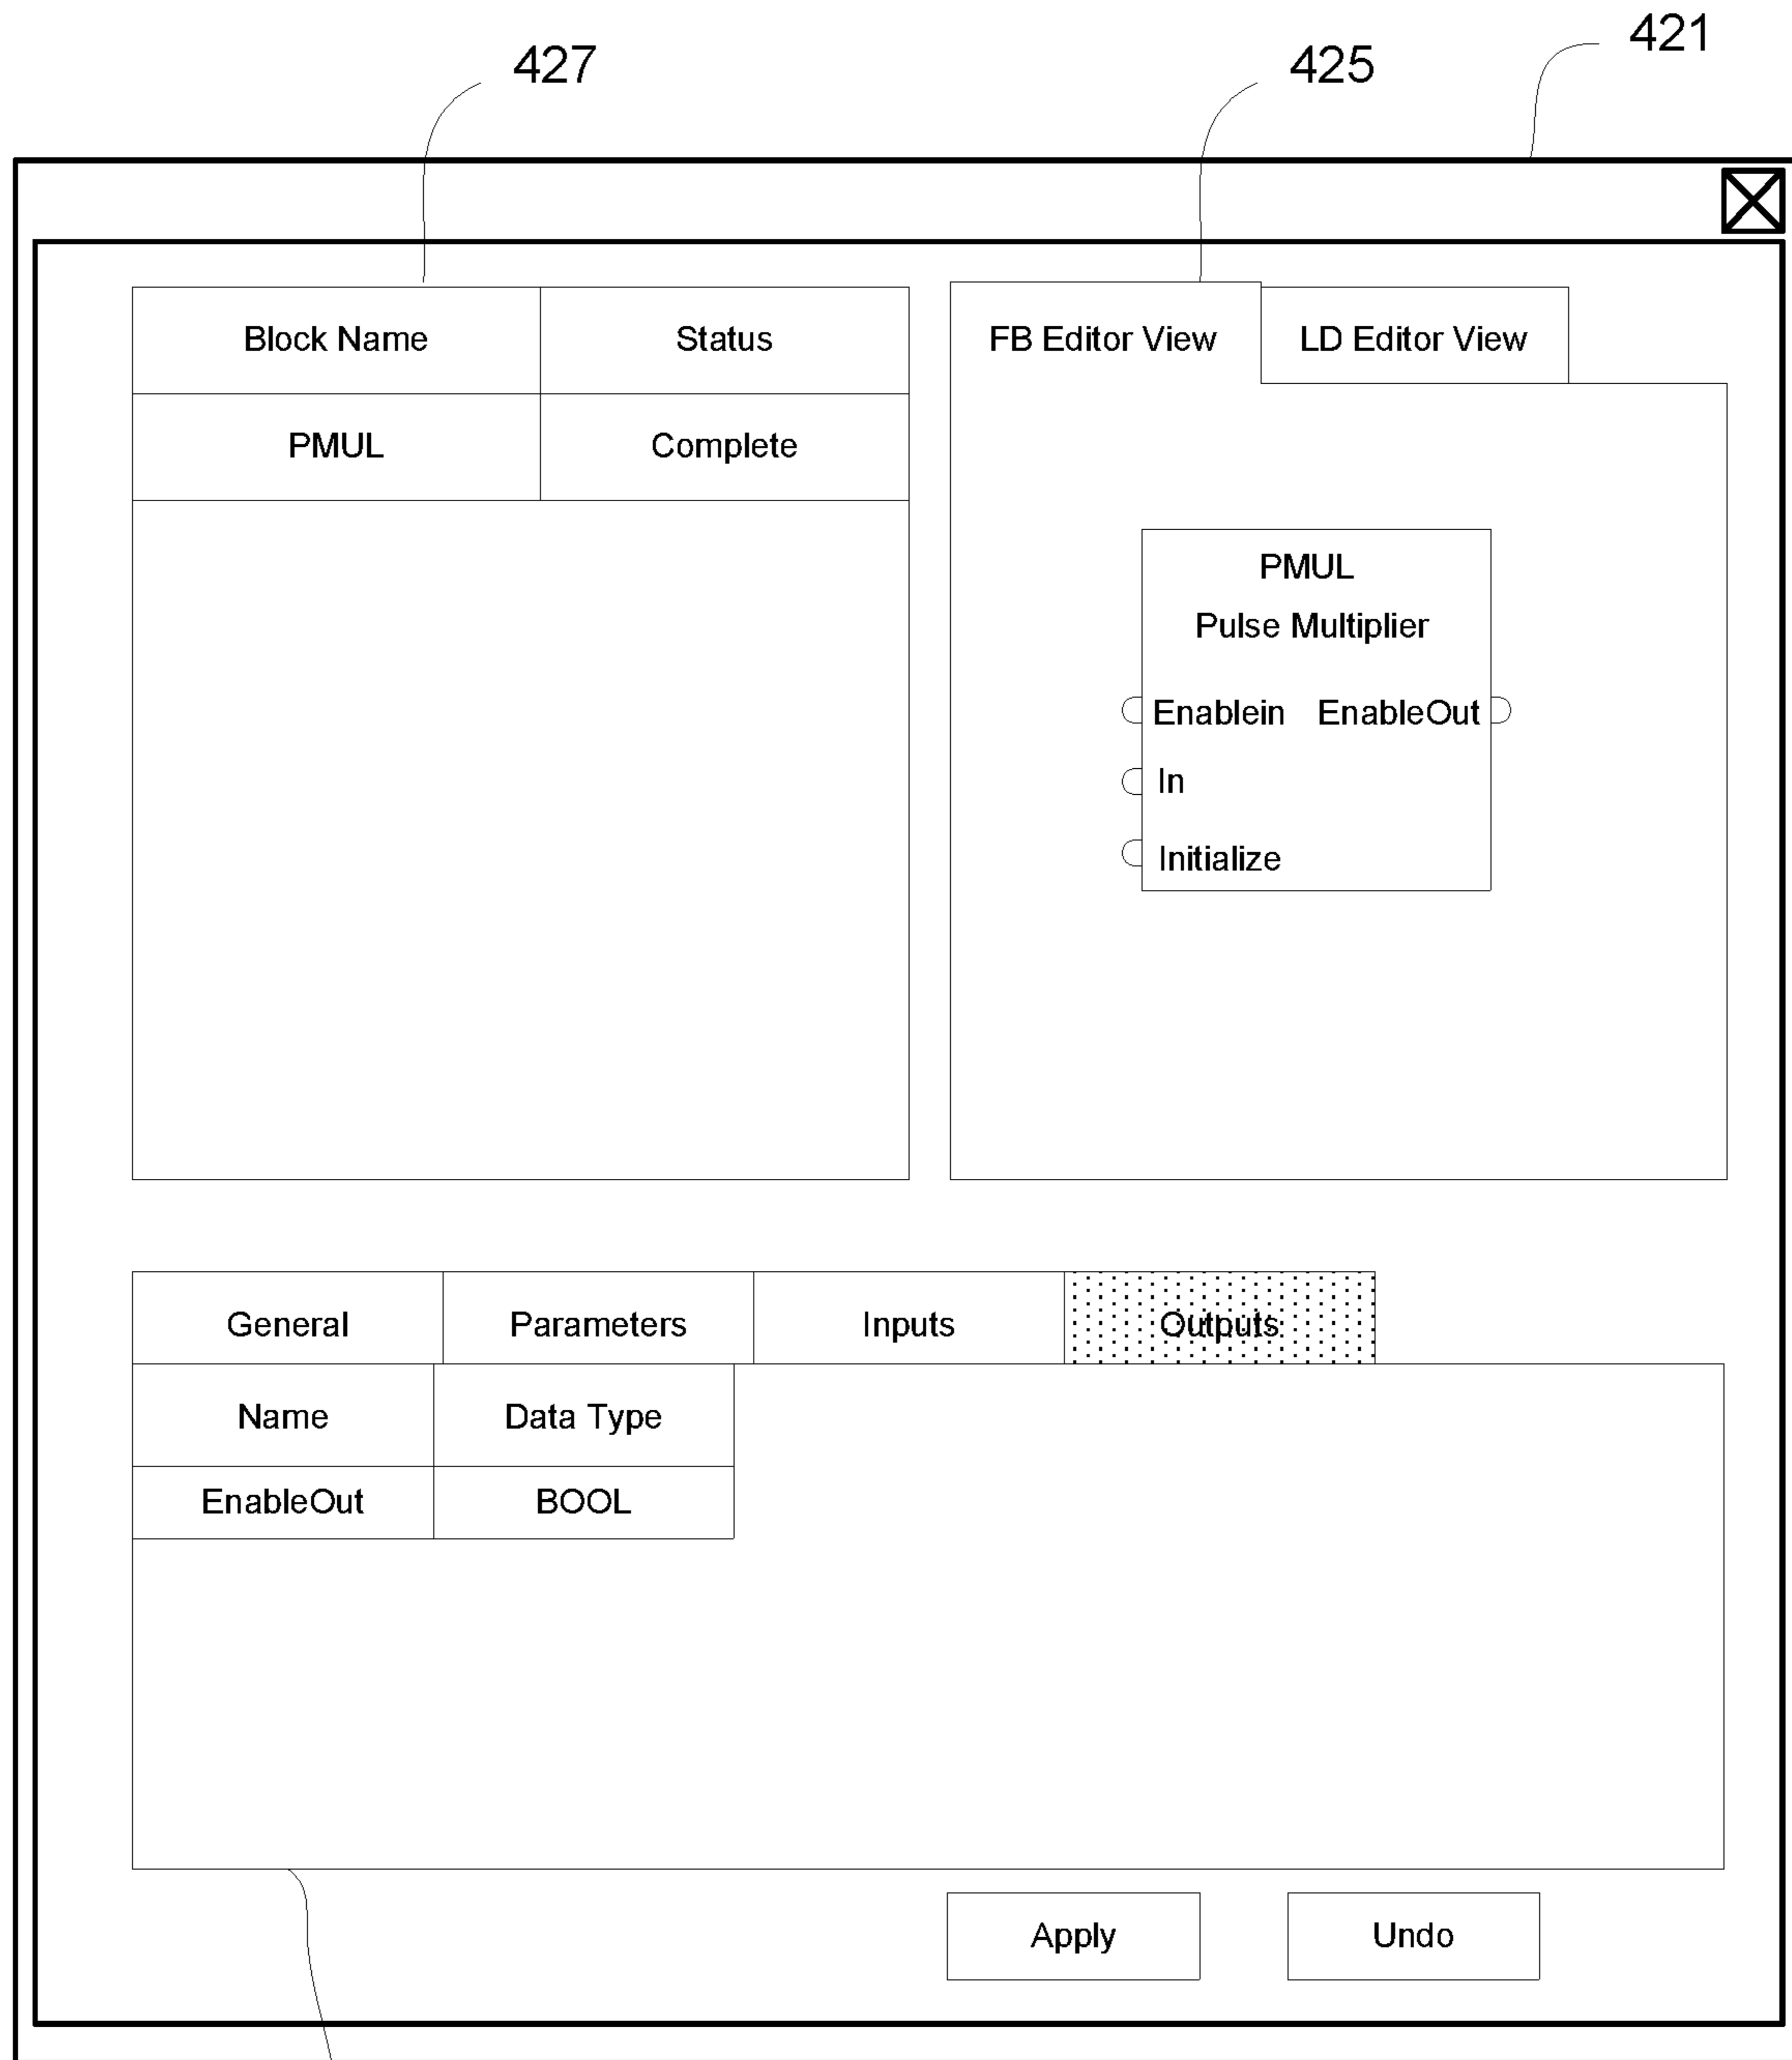 427
425
421
Block Name Status
PMUL Complete
FB Editor View LD Editor View
PMUL
Pulse Multiplier
Enablein EnableOut
In
Initialize
General Parameters Inputs Outputs
Name Data Type
EnableOut BOOL
Apply Undo